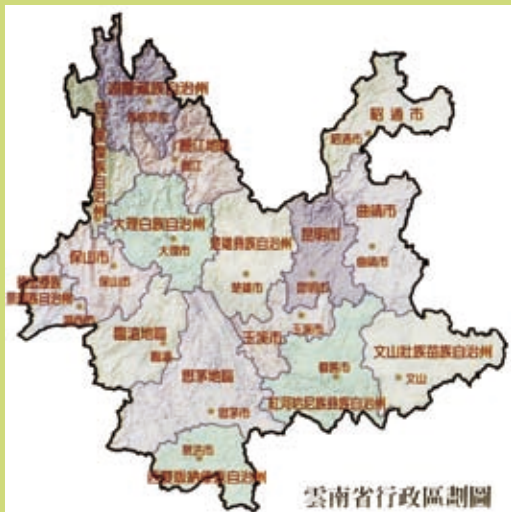 迪慶藏族自治州
昭通市
昭通市
麗江地區
麗江
怒江傈僳族自治州
大理白族自治州
大理市
楚雄彝族自治州
楚雄市
昆明市
昆明市
曲靖市
曲靖市
保山市
保山市
德宏傣族
景頗族自治州
臨滄地區
臨滄
玉溪市
玉溪市
思茅地區
思茅市
文山壯族苗族自治州
文山
個舊市
紅河哈尼族彝族自治州
景洪市
西雙版納傣族自治州
雲南省行政區劃圖